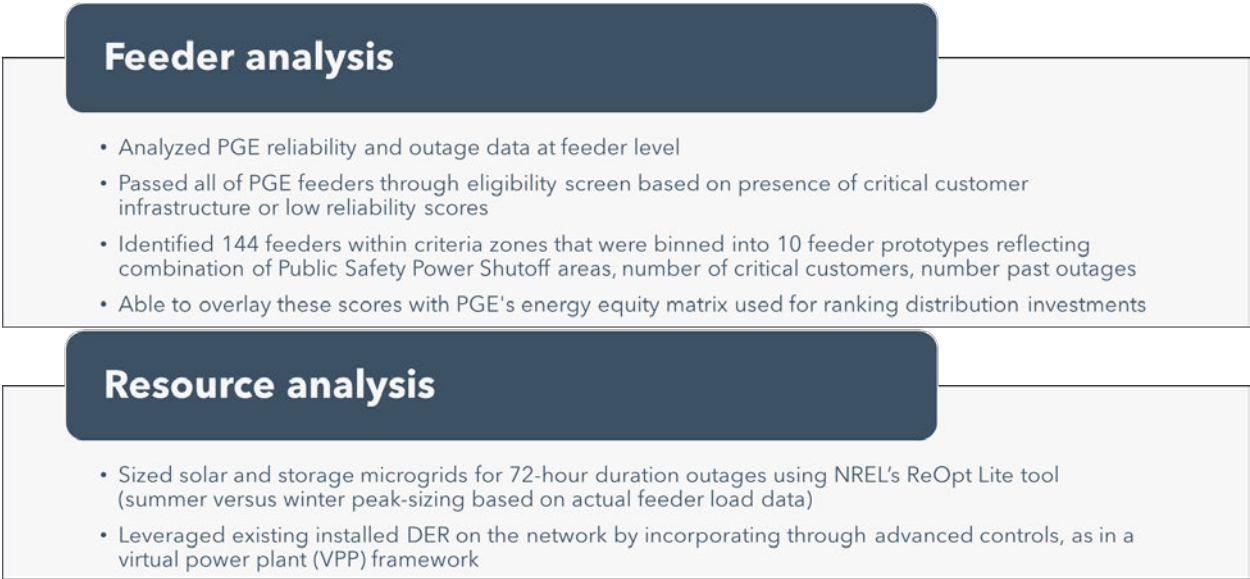 Feeder analysis
• Analyzed PGE reliability and outage data at feeder level
• Passed all of PGE feeders through eligibility screen based on presence of critical customer
infrastructure or low reliability scores
• Identified 144 feeders within criteria zones that were binned into 10 feeder prototypes reflecting
combination of Public Safety Power Shutoff areas, number of critical customers, number past outages
• Able to overlay these scores with PGE's energy equity matrix used for ranking distribution investments
Resource analysis
• Sized solar and storage microgrids for 72-hour duration outages using NREL’s ReOpt Lite tool
(summer versus winter peak-sizing based on actual feeder load data)
• Leveraged existing installed DER on the network by incorporating through advanced controls, as in a
virtual power plant (VPP) framework